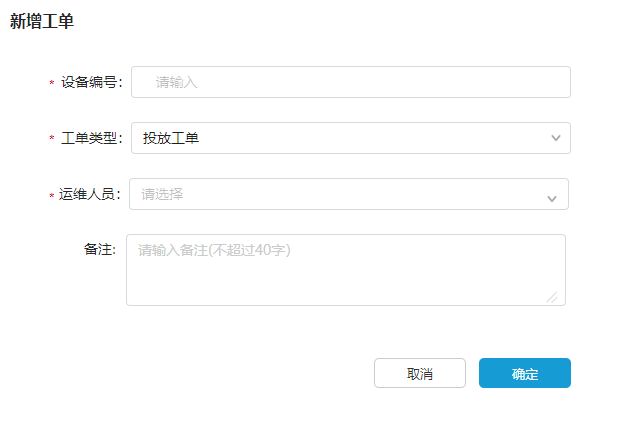 新增工单
* 设备编号: 请输入
* 工单类型: 投放工单
* 运维人员: 请选择
备注: 请输入备注(不超过40字)
取消 确定